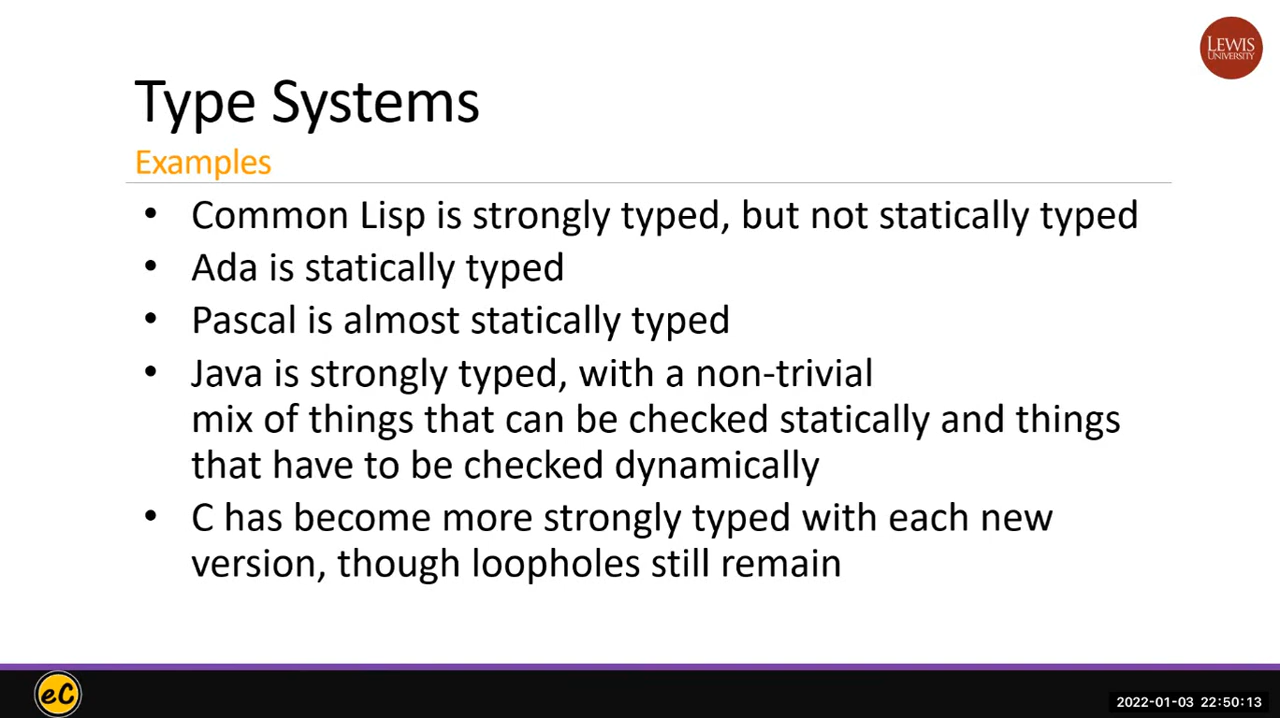 LEWIS
UNIVERSITY
Type Systems
Examples
• Common Lisp is strongly typed, but not statically typed
• Ada is statically typed
• Pascal is almost statically typed
• Java is strongly typed, with a non-trivial
mix of things that can be checked statically and things
that have to be checked dynamically
• C has become more strongly typed with each new
version, though loopholes still remain
eC
2022-01-03 22:50:13